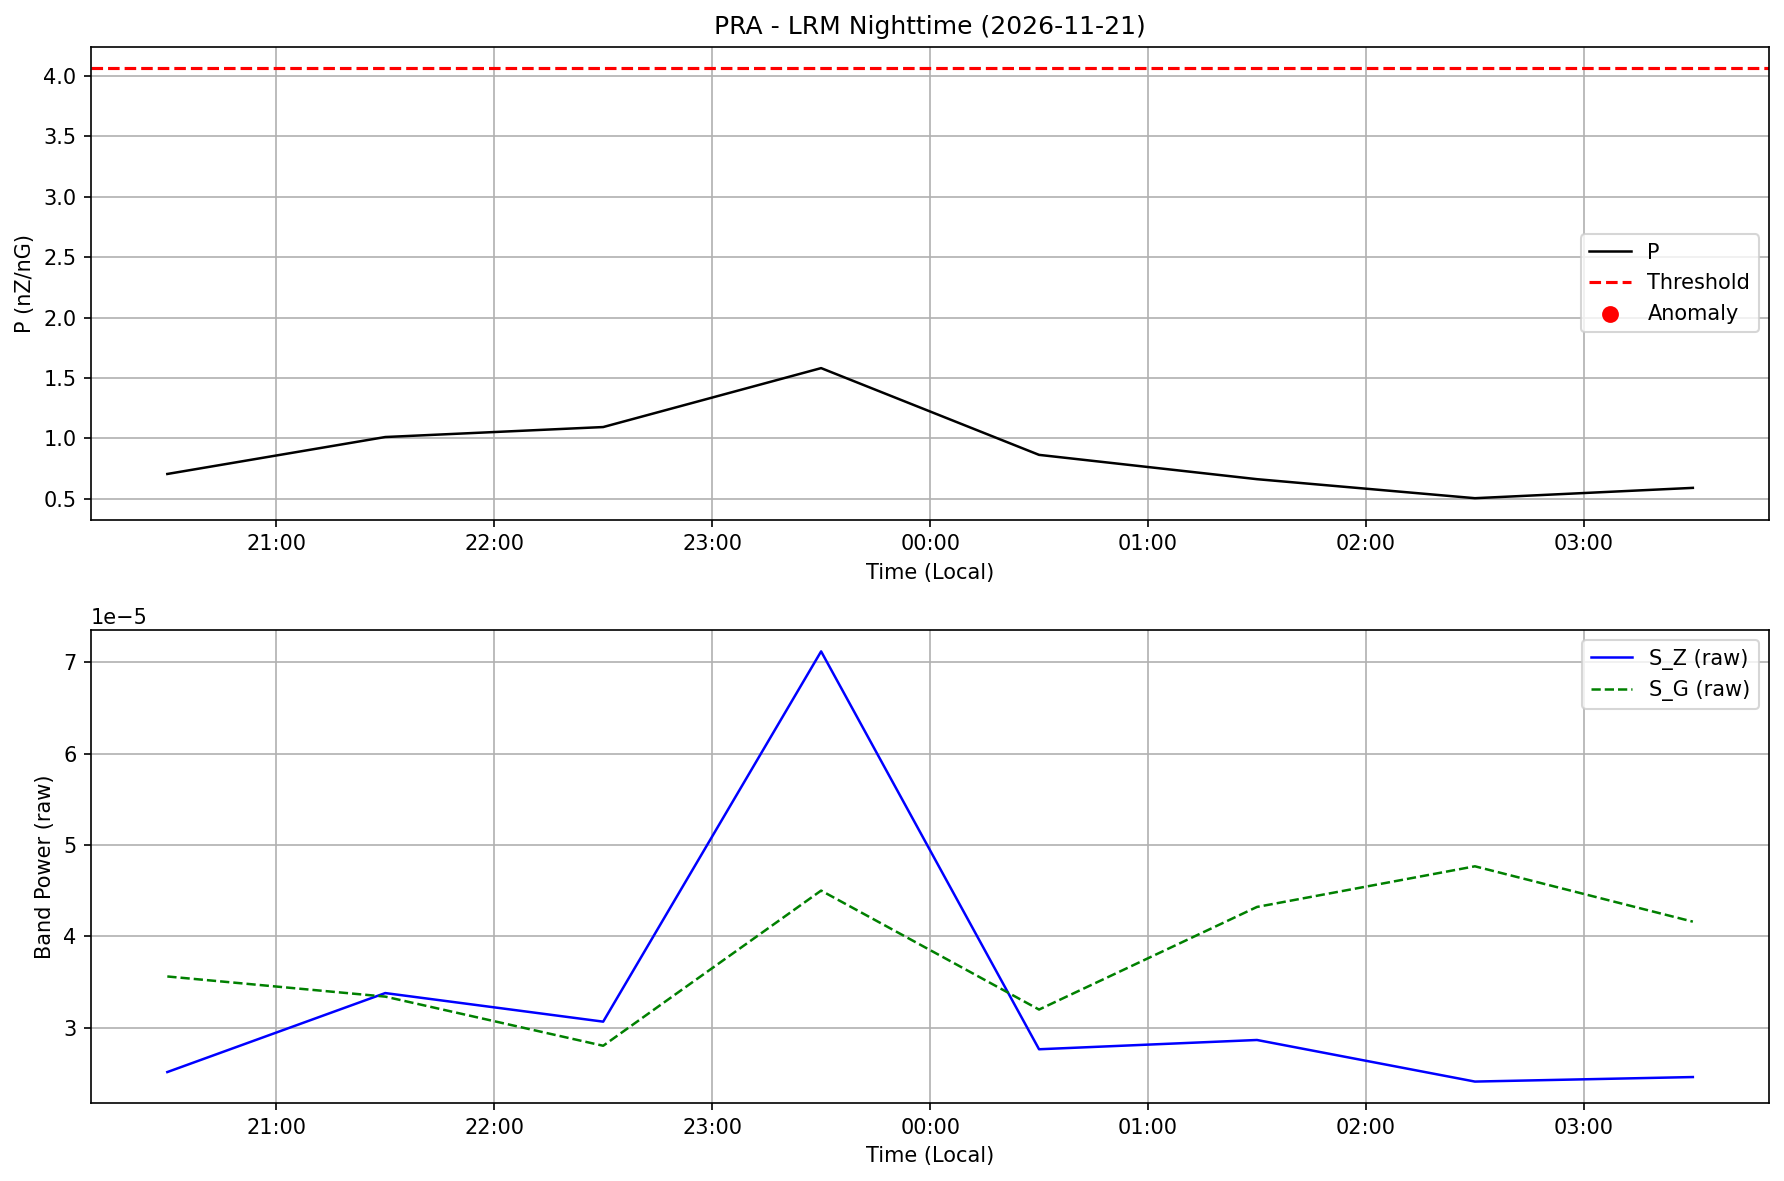 PRA - LRM Nighttime (2026-11-21)
P (nZ/nG)
4.0
3.5
3.0
2.5
2.0
1.5
1.0
0.5
P
Threshold
Anomaly
21:00 22:00 23:00 00:00 01:00 02:00 03:00
Time (Local)
1e−5
Band Power (raw)
7
6
5
4
3
S_Z (raw)
S_G (raw)
21:00 22:00 23:00 00:00 01:00 02:00 03:00
Time (Local)